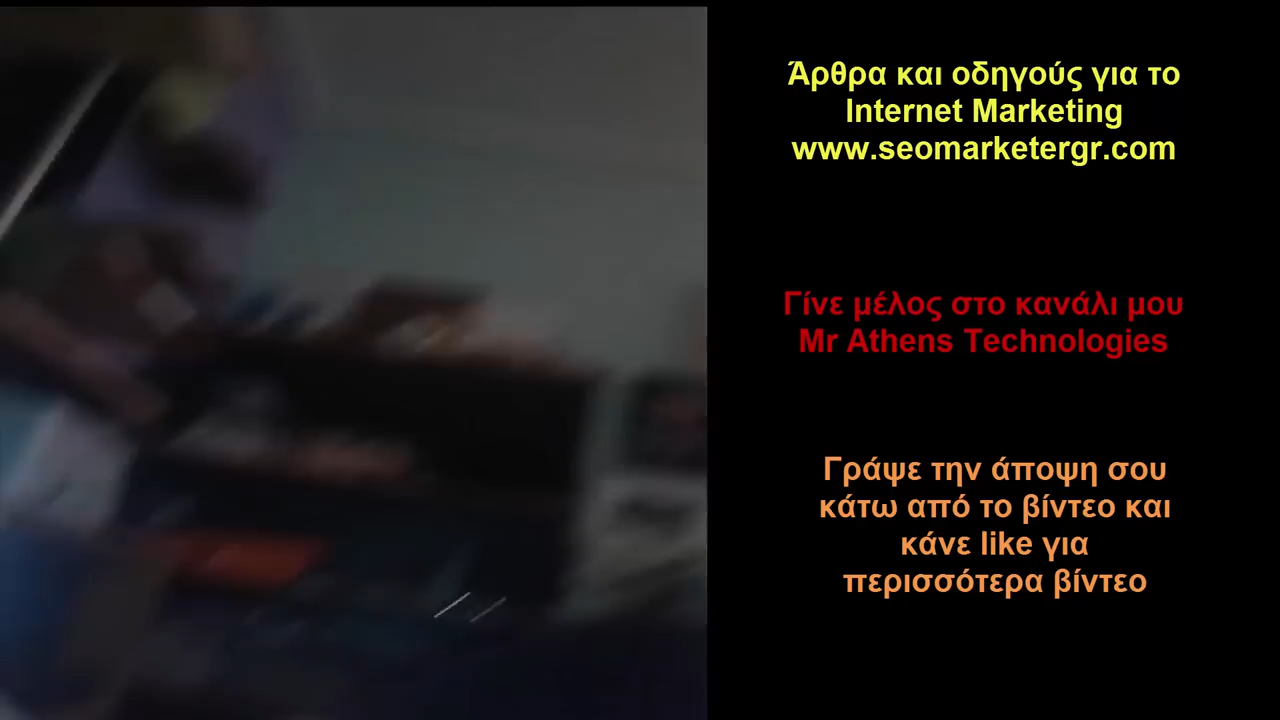 Άρθρα και οδηγούς για το
Internet Marketing
www.seomarketergr.com
Γίνε μέλος στο κανάλι μου
Mr Athens Technologies
Γράψε την άποψη σου
κάτω από το βίντεο και
κάνε like για
περισσότερα βίντεο